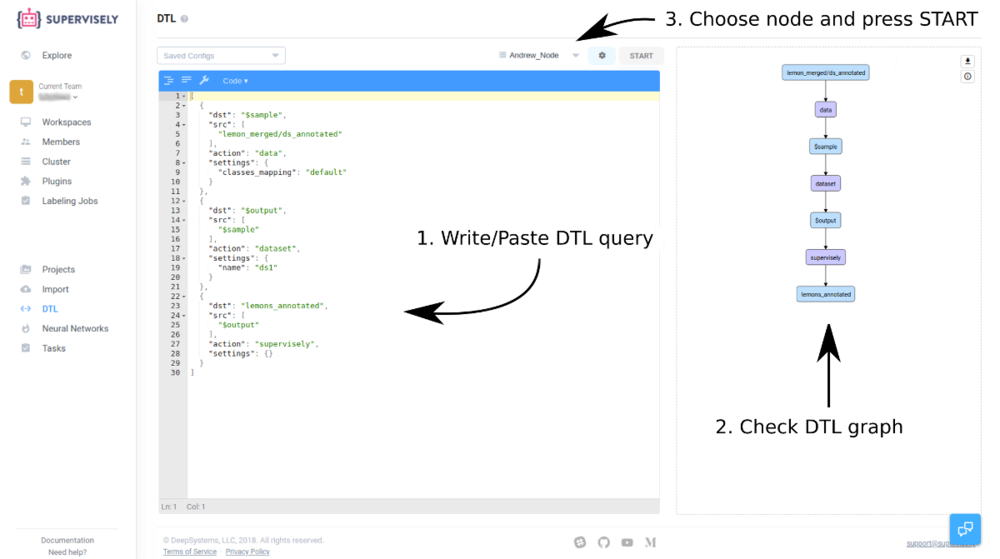 SUPERVISELY
DTL
3. Choose node and press START
Explore
Saved Configs
Andrew_Node
START
t
Current Team
Code
Workspaces
Members
Cluster
Plugins
Labeling Jobs
Projects
Import
DTL
Neural Networks
Tasks
1 [
2 {
3 "dst": "$sample",
4 "src": [
5 "lemon_merged/ds_annotated"
6 ],
7 "action": "data",
8 "settings": {
9 "classes_mapping": "default"
10 }
11 },
12 {
13 "dst": "$output",
14 "src": [
15 "$sample"
16 ],
17 "action": "dataset",
18 "settings": {
19 "name": "ds1"
20 }
21 },
22 {
23 "dst": "lemons_annotated",
24 "src": [
25 "$output"
26 ],
27 "action": "supervisely",
28 "settings": {}
29 }
30 ]
1. Write/Paste DTL query
lemon_merged/ds_annotated
data
$sample
dataset
$output
supervisely
lemons_annotated
2. Check DTL graph
Ln: 1 Col: 1
Documentation
Need help?
© DeepSystems, LLC, 2018. All rights reserved.
Terms of Service · Privacy Policy